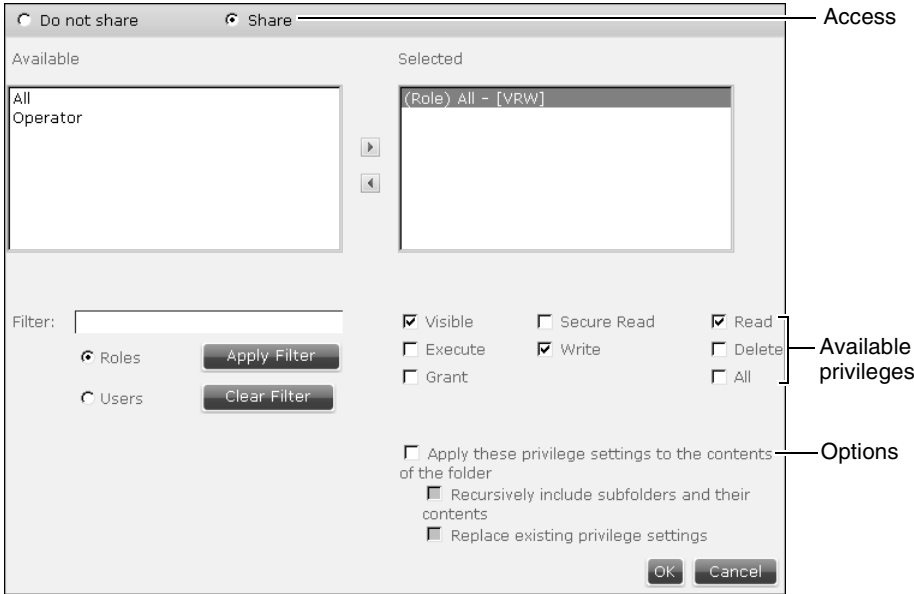 Do not share Share Access
Available Selected
All (Role) All - [VRW]
Operator
Filter: Visible Secure Read Read
Roles Apply Filter Execute Write Delete Available
Users Clear Filter Grant All privileges
Apply these privilege settings to the contents Options
of the folder
Recursively include subfolders and their
contents
Replace existing privilege settings
OK Cancel